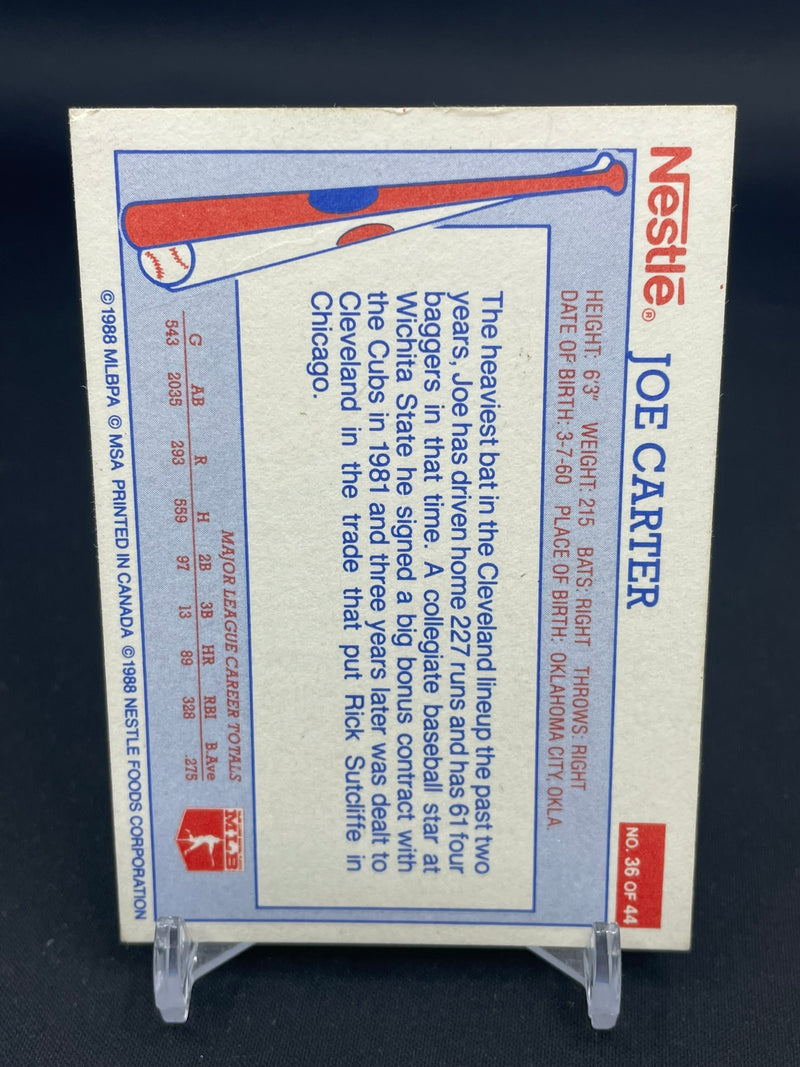 Nestlé®
JOE CARTER
NO. 36 OF 44
HEIGHT: 6'3" WEIGHT: 215 BATS: RIGHT THROWS: RIGHT
DATE OF BIRTH: 3-7-60 PLACE OF BIRTH: OKLAHOMA CITY, OKLA.
The heaviest bat in the Cleveland lineup the past two
years, Joe has driven home 227 runs and has 61 four
baggers in that time. A collegiate baseball star at
Wichita State he signed a big bonus contract with
the Cubs in 1981 and three years later was dealt to
Cleveland in the trade that put Rick Sutcliffe in
Chicago.
MAJOR LEAGUE CAREER TOTALS
G AB R H 2B 3B HR RBI B.Ave
543 2035 293 559 97 13 89 328 .275
MLB
© 1988 MLBPA © MSA PRINTED IN CANADA © 1988 NESTLE FOODS CORPORATION